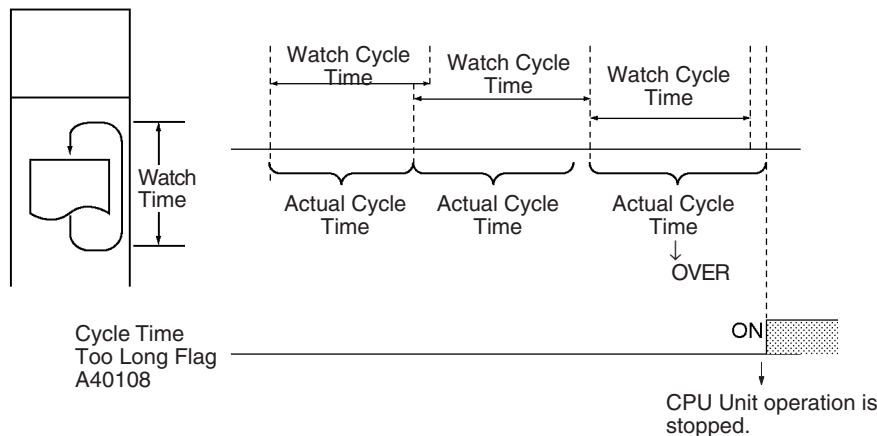 Watch Cycle
Time
Watch Cycle
Time
Watch Cycle
Time
Watch
Time
Actual Cycle
Time
Actual Cycle
Time
Actual Cycle
Time
↓
OVER
Cycle Time
Too Long Flag
A40108
ON
CPU Unit operation is
stopped.